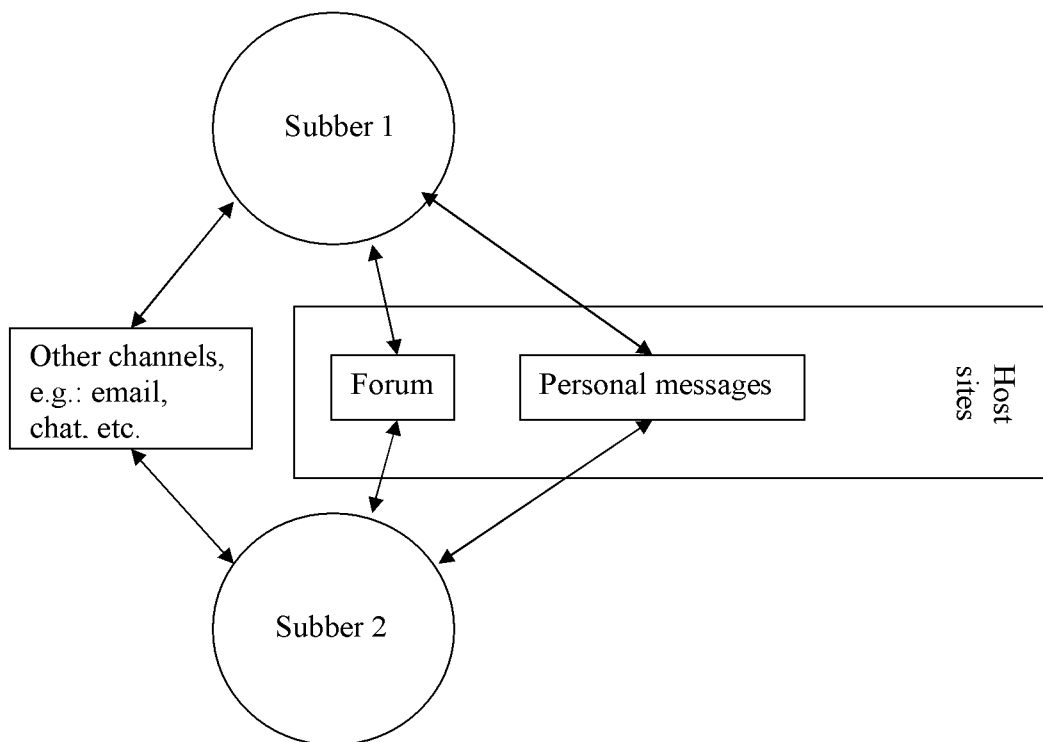 Subber 1
Other channels,
e.g.: email,
chat, etc.
Forum
Personal messages
Host
sites
Subber 2